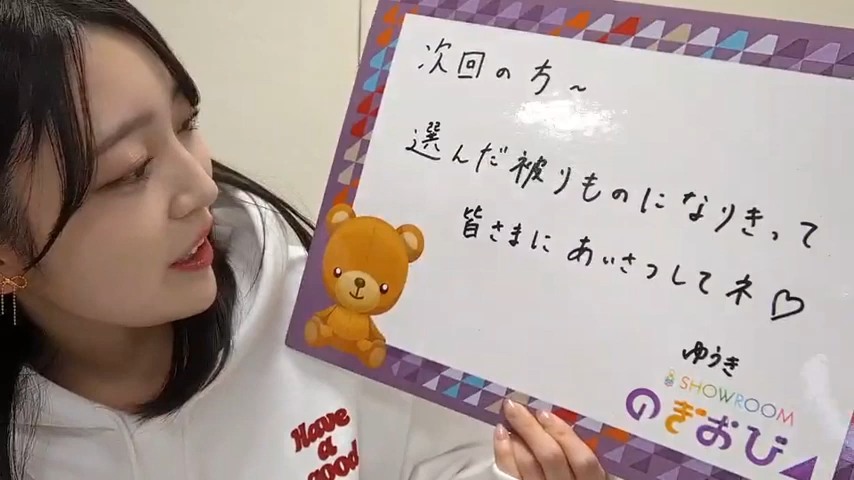 次回の方~
選んだ被りものになりきって
皆さまにあいさつしてネ♡
ゆうき
SHOWROOM
のぎおび
Have
a
good